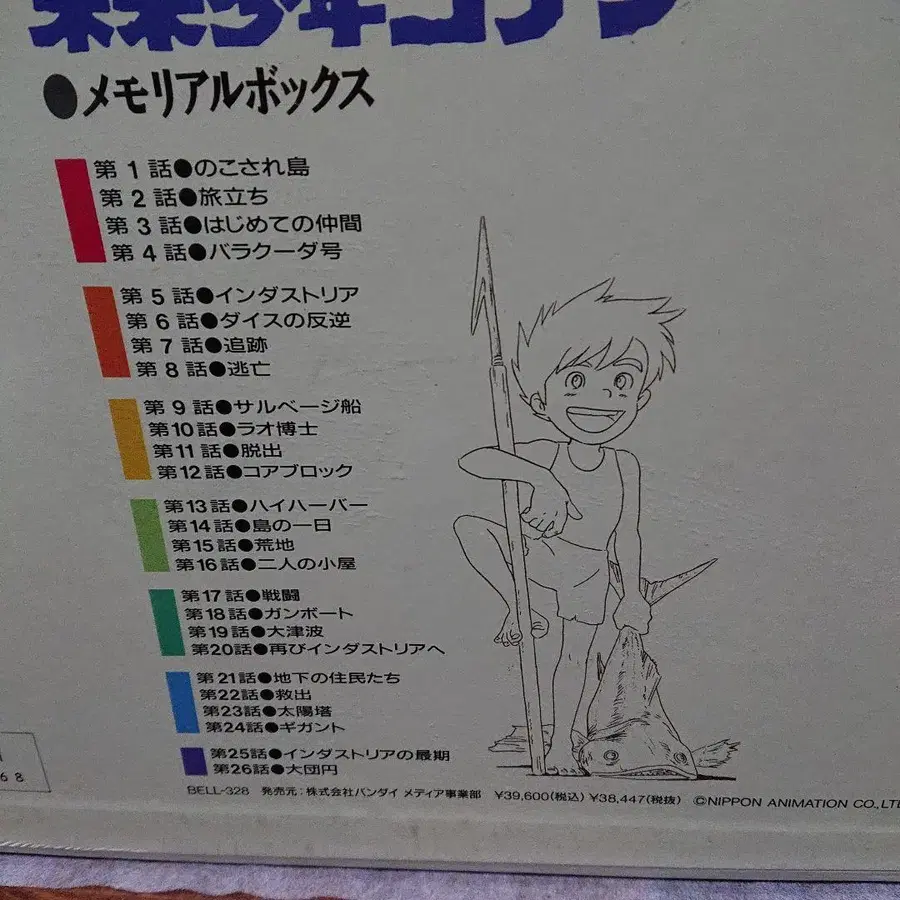 未来少年コナン
●メモリアルボックス
第1話●のこされ島
第2話●旅立ち
第3話●はじめての仲間
第4話●バラクーダ号
第5話●インダストリア
第6話●ダイスの反逆
第7話●追跡
第8話●逃亡
第9話●サルベージ船
第10話●ラオ博士
第11話●脱出
第12話●コアブロック
第13話●ハイハーバー
第14話●島の一日
第15話●荒地
第16話●二人の小屋
第17話●戦闘
第18話●ガンボート
第19話●大津波
第20話●再びインダストリアへ
第21話●地下の住民たち
第22話●救出
第23話●太陽塔
第24話●ギガント
第25話●インダストリアの最期
第26話●大団円
68
BELL-328 発売元:株式会社バンダイ メディア事業部 ¥39,600(税込) ¥38,447(税抜) ©NIPPON ANIMATION CO.,LTD